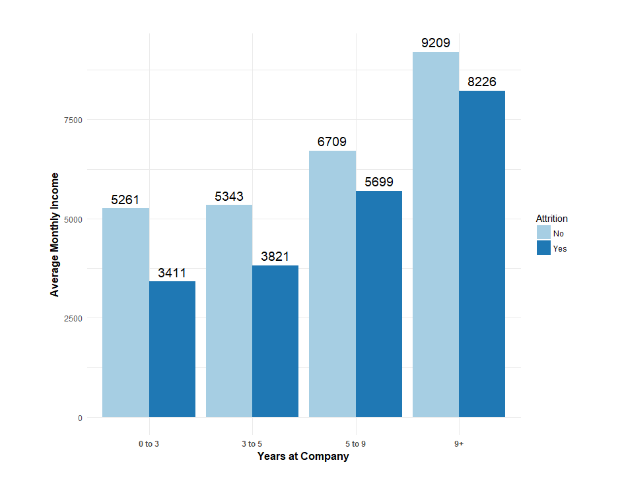 9209
8226
7500
6709
5699
5261
5343
3821
3411
Average Monthly Income
5000
2500
0
0 to 3
3 to 5
5 to 9
9+
Years at Company
Attrition
No
Yes